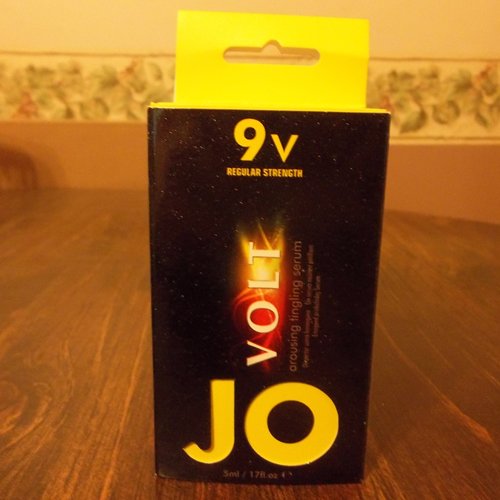 9v
REGULAR STRENGTH
VOLT
arousing tingling serum
JO
5ml / .17fl.oz ℮